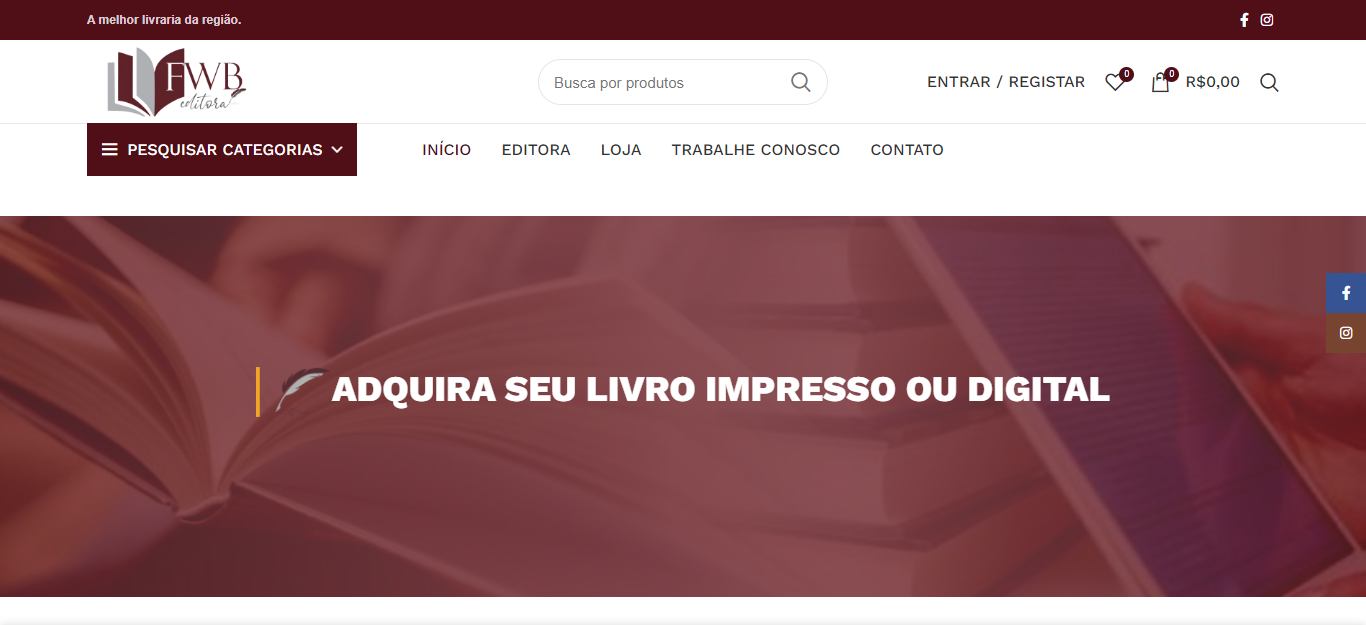 A melhor livraria da região.
FWB
editora
Busca por produtos
ENTRAR / REGISTAR
0
0
R$0,00
PESQUISAR CATEGORIAS
INÍCIO
EDITORA
LOJA
TRABALHE CONOSCO
CONTATO
ADQUIRA SEU LIVRO IMPRESSO OU DIGITAL